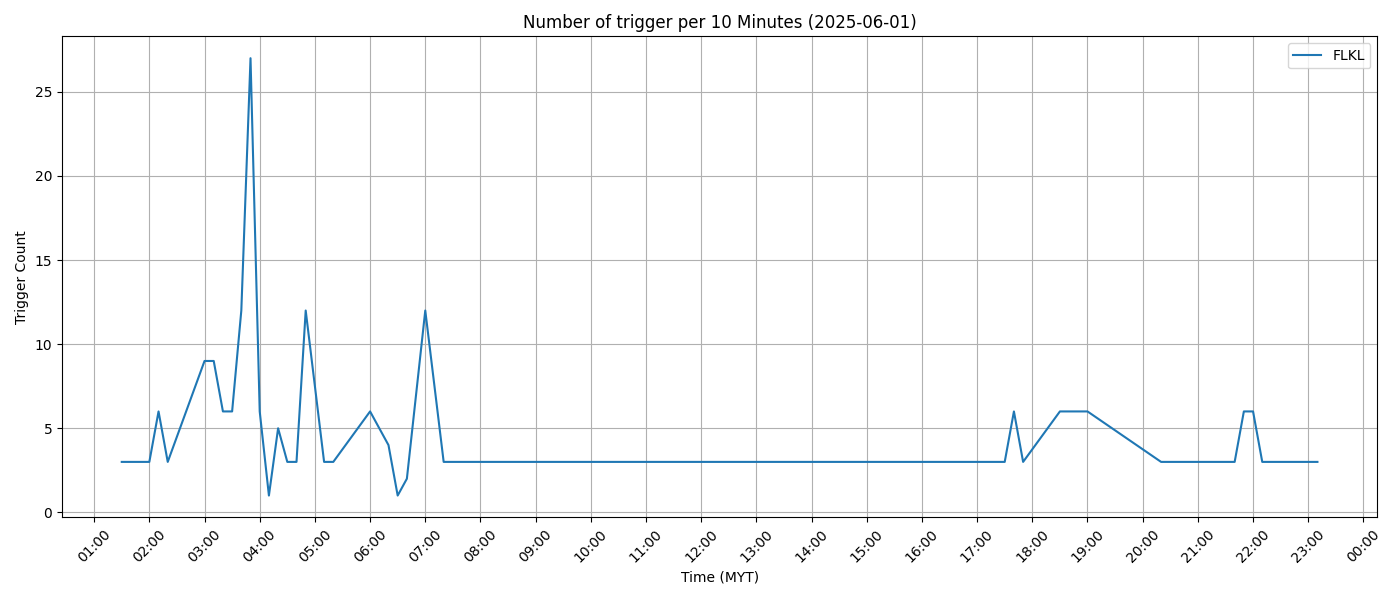 Number of trigger per 10 Minutes (2025-06-01)
FLKL
Trigger Count
25
20
15
10
5
0
01:00 02:00 03:00 04:00 05:00 06:00 07:00 08:00 09:00 10:00 11:00 12:00 13:00 14:00 15:00 16:00 17:00 18:00 19:00 20:00 21:00 22:00 23:00 00:00
Time (MYT)